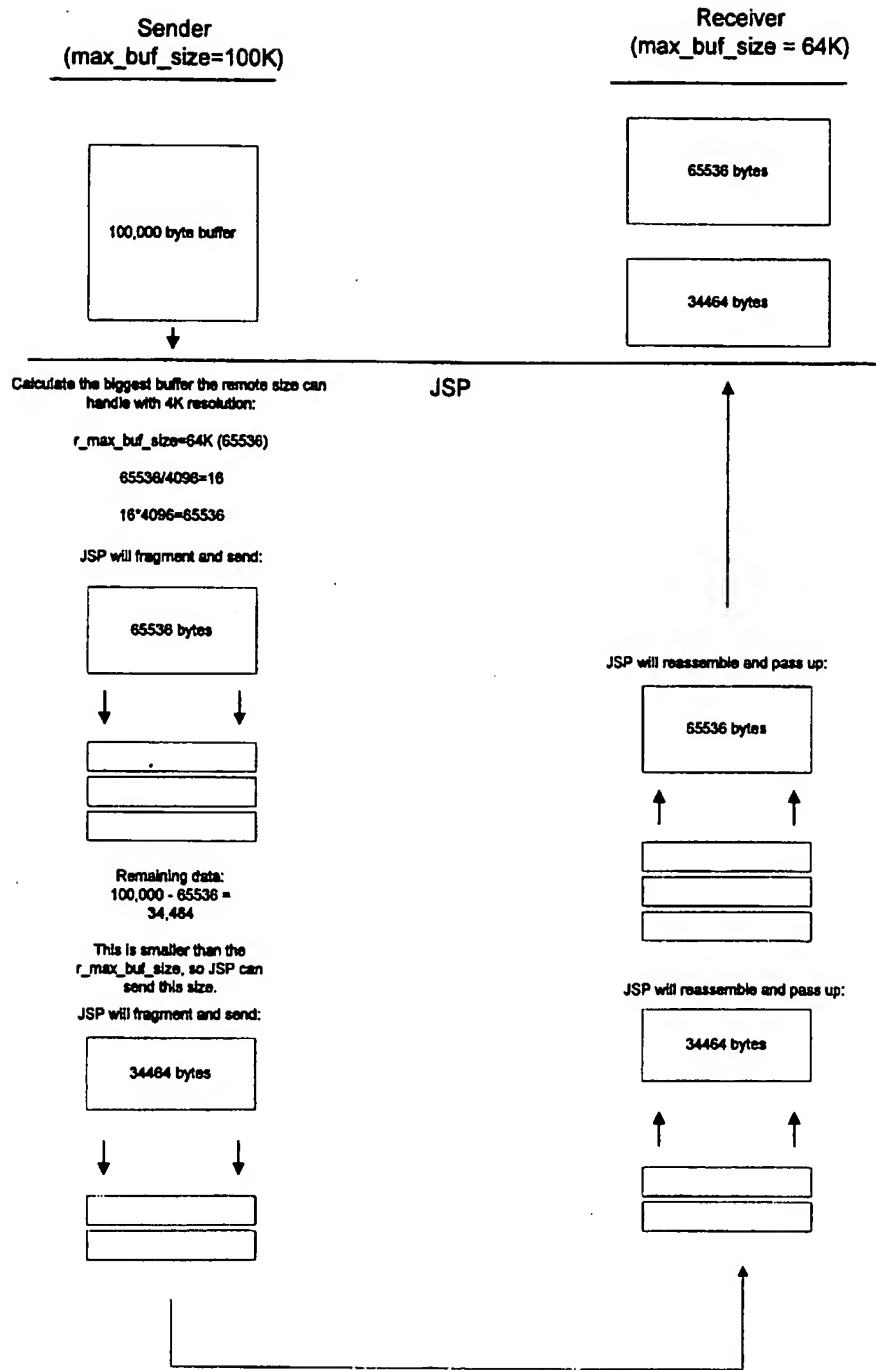 Sender
(max_buf_size=100K)
Receiver
(max_buf_size = 64K)
100,000 byte buffer
65536 bytes
34464 bytes
JSP
Calculate the biggest buffer the remote size can
handle with 4K resolution:
r_max_buf_size=64K (65536)
65536/4096=16
16*4096=65536
JSP will fragment and send:
65536 bytes
Remaining data:
100,000 - 65536 =
34,464
This is smaller than the
r_max_buf_size, so JSP can
send this size.
JSP will fragment and send:
34464 bytes
JSP will reassemble and pass up:
65536 bytes
JSP will reassemble and pass up:
34464 bytes